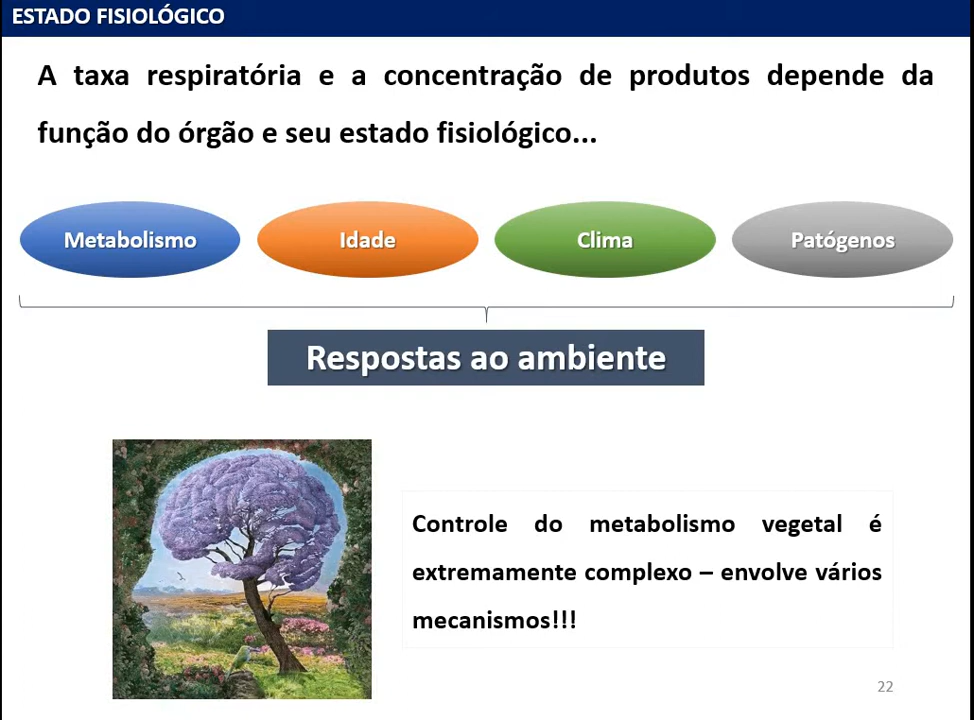 ESTADO FISIOLÓGICO
A taxa respiratória e a concentração de produtos depende da
função do órgão e seu estado fisiológico...
Metabolismo
Idade
Clima
Patógenos
Respostas ao ambiente
Controle do metabolismo vegetal é
extremamente complexo – envolve vários
mecanismos!!!
22